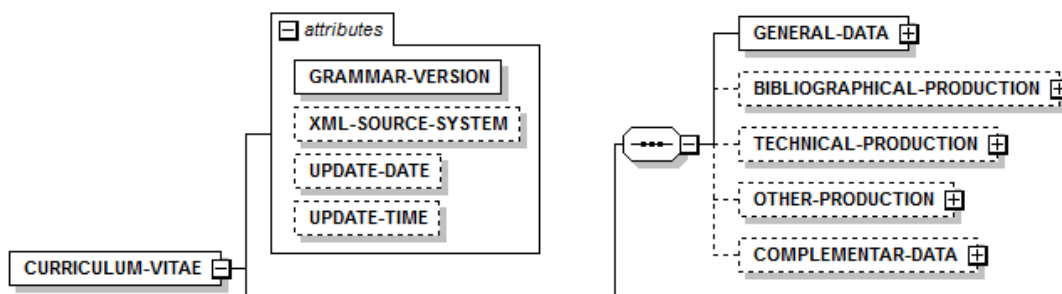 attributes
GRAMMAR-VERSION
XML-SOURCE-SYSTEM
UPDATE-DATE
UPDATE-TIME
CURRICULUM-VITAE
GENERAL-DATA
BIBLIOGRAPHICAL-PRODUCTION
TECHNICAL-PRODUCTION
OTHER-PRODUCTION
COMPLEMENTAR-DATA